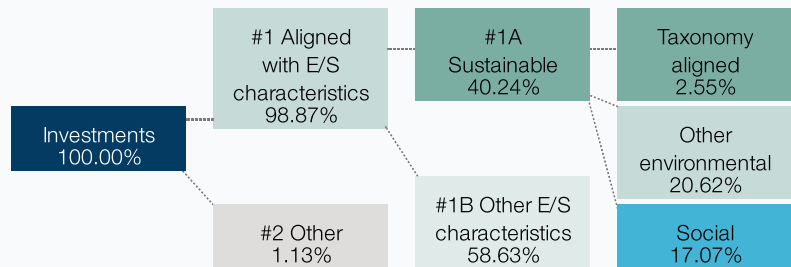 Investments
100.00%
#1 Aligned
with E/S
characteristics
98.87%
#2 Other
1.13%
#1A
Sustainable
40.24%
#1B Other E/S
characteristics
58.63%
Taxonomy
aligned
2.55%
Other
environmental
20.62%
Social
17.07%